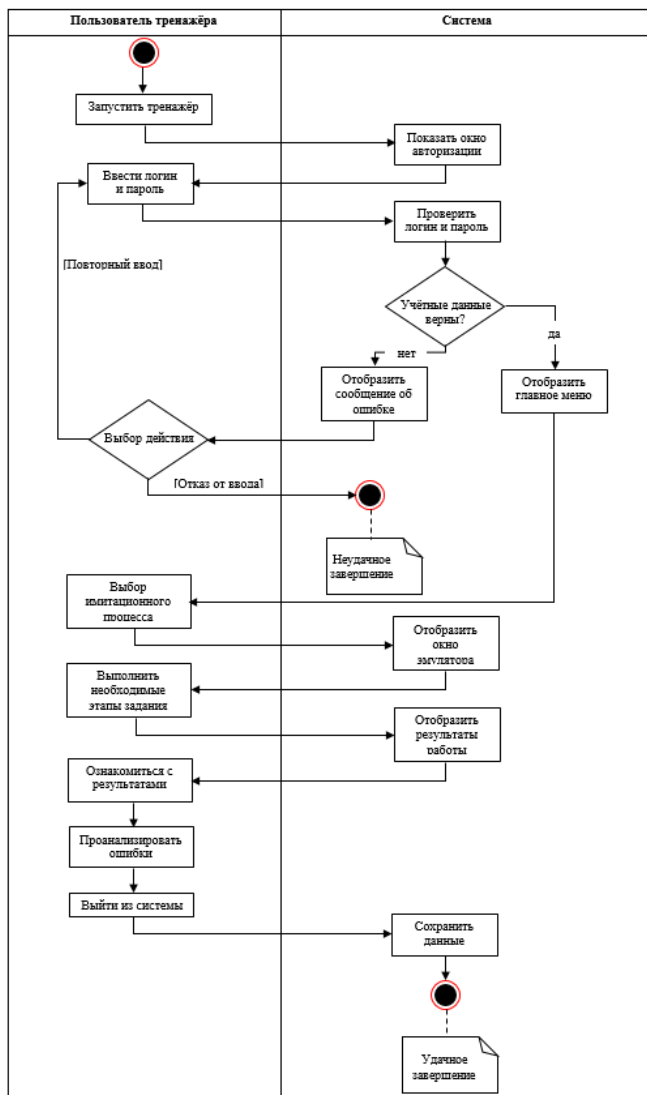 Пользователь тренажёра
Система
Запустить тренажёр
Показать окно
авторизации
Ввести логин
и пароль
Проверить
логин и пароль
[Повторный ввод]
Учётные данные
верны?
да
нет
Отобразить
сообщение об
ошибке
Отобразить
главное меню
Выбор действия
[Отказ от ввода]
Неудачное
завершение
Выбор
имитационного
процесса
Отобразить
окно
эмулятора
Выполнить
необходимые
этапы задания
Отобразить
результаты
работы
Ознакомиться с
результатами
Проанализировать
ошибки
Выйти из системы
Сохранить
данные
Удачное
завершение